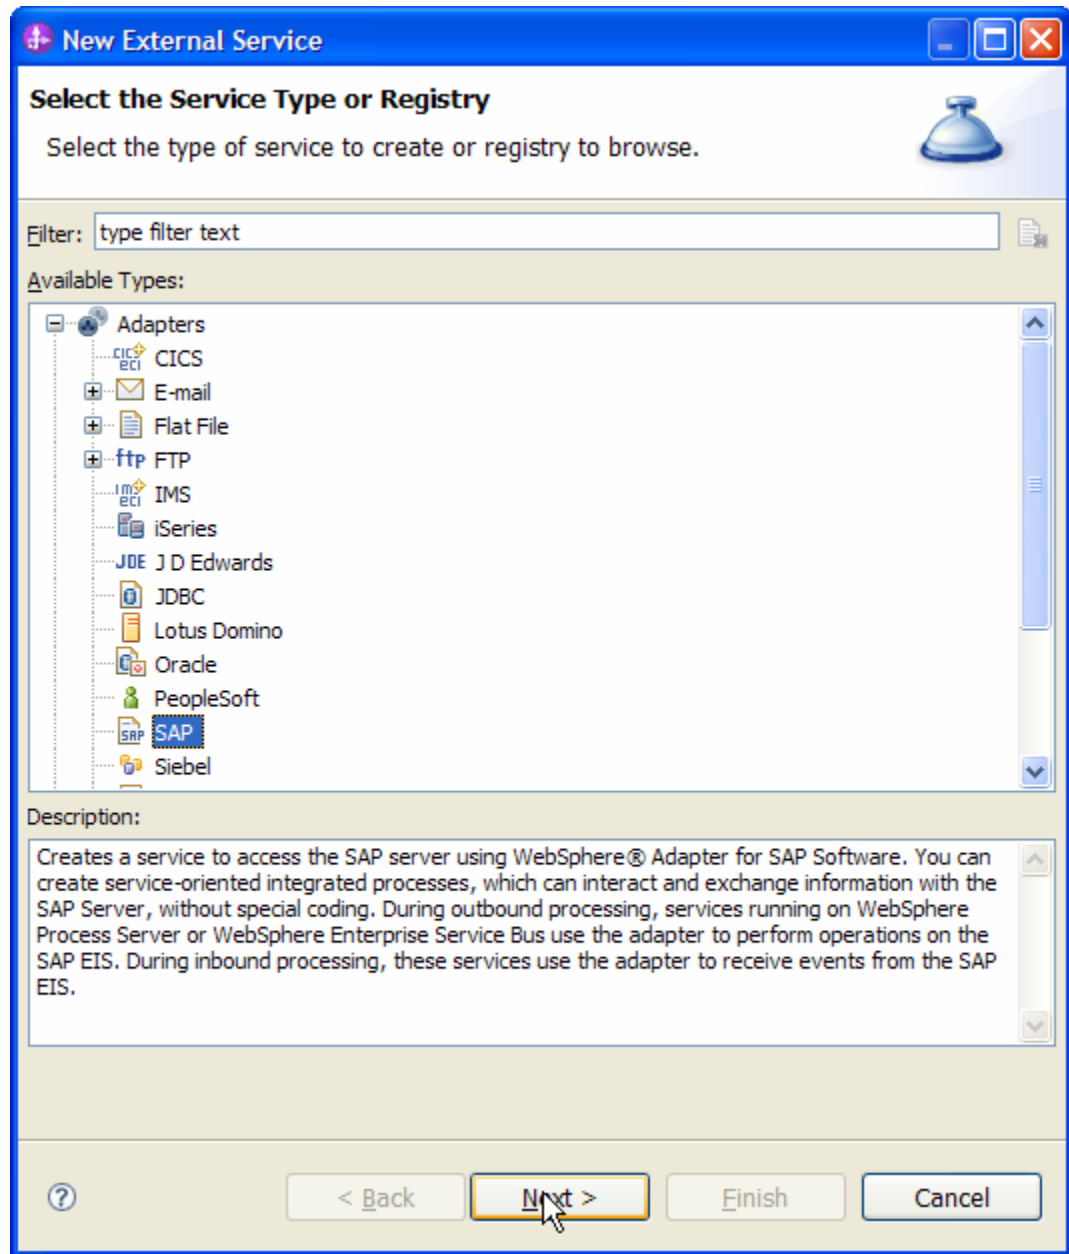 New External Service
Select the Service Type or Registry
Select the type of service to create or registry to browse.
Filter: type filter text
Available Types:
Adapters
CICS
E-mail
Flat File
ftp FTP
IMS
iSeries
JDE J D Edwards
JDBC
Lotus Domino
Oracle
PeopleSoft
SAP SAP
Siebel
Description:
Creates a service to access the SAP server using WebSphere® Adapter for SAP Software. You can
create service-oriented integrated processes, which can interact and exchange information with the
SAP Server, without special coding. During outbound processing, services running on WebSphere
Process Server or WebSphere Enterprise Service Bus use the adapter to perform operations on the
SAP EIS. During inbound processing, these services use the adapter to receive events from the SAP
EIS.
? < Back Next > Finish Cancel